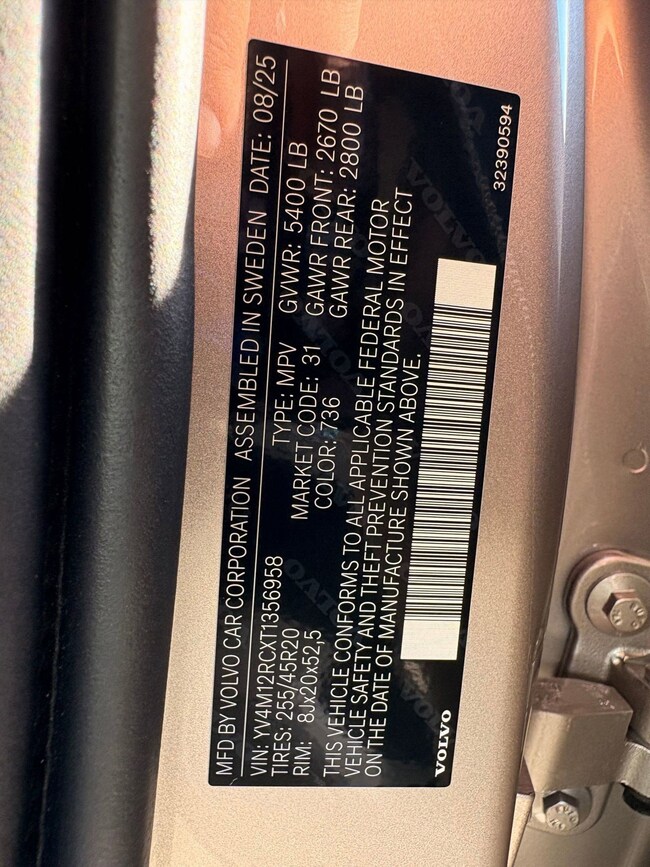 MFD BY VOLVO CAR CORPORATION ASSEMBLED IN SWEDEN DATE: 08/25
VIN: YV4M12RCXT1356958 TYPE: MPV GVWR: 5400 LB
TIRES: 255/45R20 MARKET CODE: 31 GAWR FRONT: 2670 LB
RIM: 8Jx20x52,5 COLOR: 736 GAWR REAR: 2800 LB
THIS VEHICLE CONFORMS TO ALL APPLICABLE FEDERAL MOTOR
VEHICLE SAFETY AND THEFT PREVENTION STANDARDS IN EFFECT
ON THE DATE OF MANUFACTURE SHOWN ABOVE.
VOLVO
32390594